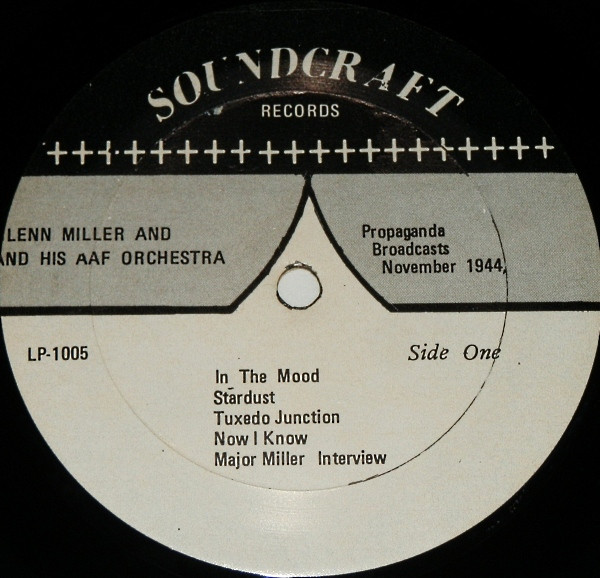 SOUNDCRAFT
RECORDS
LENN MILLER AND
AND HIS AAF ORCHESTRA
Propaganda
Broadcasts
November 1944,
LP-1005
Side One
In The Mood
Stardust
Tuxedo Junction
Now I Know
Major Miller Interview